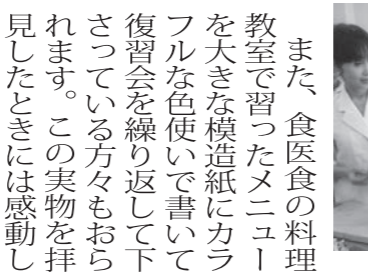 また、食医食の料理
教室で習ったメニュー
を大きな模造紙にカラ
フルな色使いで書いて
復習会を繰り返して下
さっている方々もおら
れます。この実物を拝
見したときには感動し